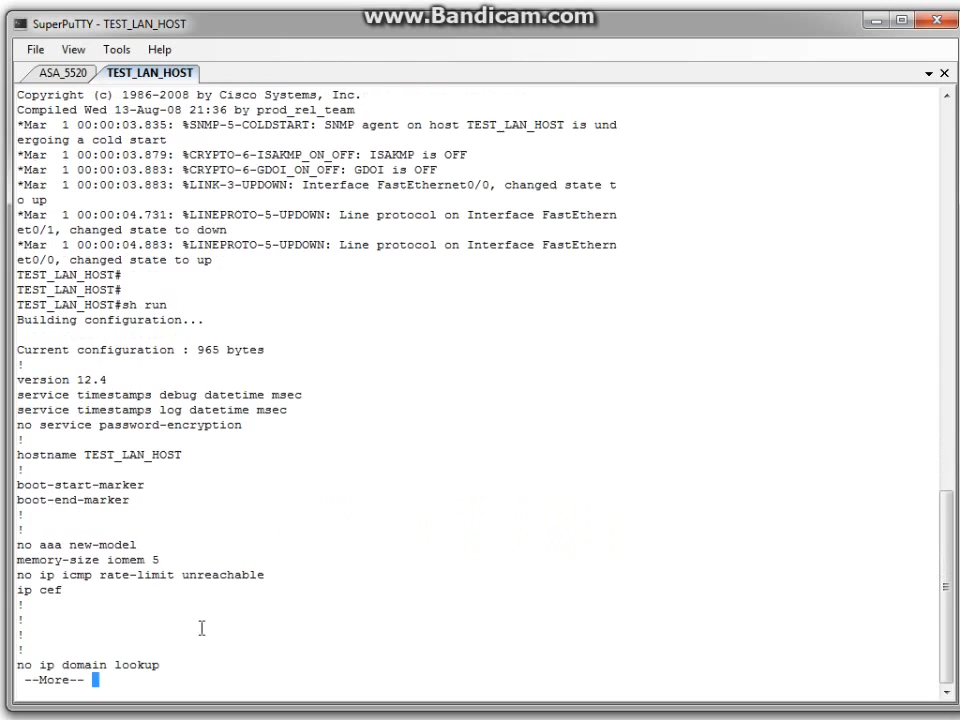 www.Bandicam.com
SuperPuTTY - TEST_LAN_HOST
File View Tools Help
ASA_5520 TEST_LAN_HOST
Copyright (c) 1986-2008 by Cisco Systems, Inc.
Compiled Wed 13-Aug-08 21:36 by prod_rel_team
*Mar  1 00:00:03.835: %SNMP-5-COLDSTART: SNMP agent on host TEST_LAN_HOST is und
ergoing a cold start
*Mar  1 00:00:03.879: %CRYPTO-6-ISAKMP_ON_OFF: ISAKMP is OFF
*Mar  1 00:00:03.883: %CRYPTO-6-GDOI_ON_OFF: GDOI is OFF
*Mar  1 00:00:03.883: %LINK-3-UPDOWN: Interface FastEthernet0/0, changed state t
o up
*Mar  1 00:00:04.731: %LINEPROTO-5-UPDOWN: Line protocol on Interface FastEthern
et0/1, changed state to down
*Mar  1 00:00:04.883: %LINEPROTO-5-UPDOWN: Line protocol on Interface FastEthern
et0/0, changed state to up
TEST_LAN_HOST#
TEST_LAN_HOST#
TEST_LAN_HOST#sh run
Building configuration...
Current configuration : 965 bytes
!
version 12.4
service timestamps debug datetime msec
service timestamps log datetime msec
no service password-encryption
!
hostname TEST_LAN_HOST
!
boot-start-marker
boot-end-marker
!
!
no aaa new-model
memory-size iomem 5
no ip icmp rate-limit unreachable
ip cef
!
!
!
!
no ip domain lookup
--More--